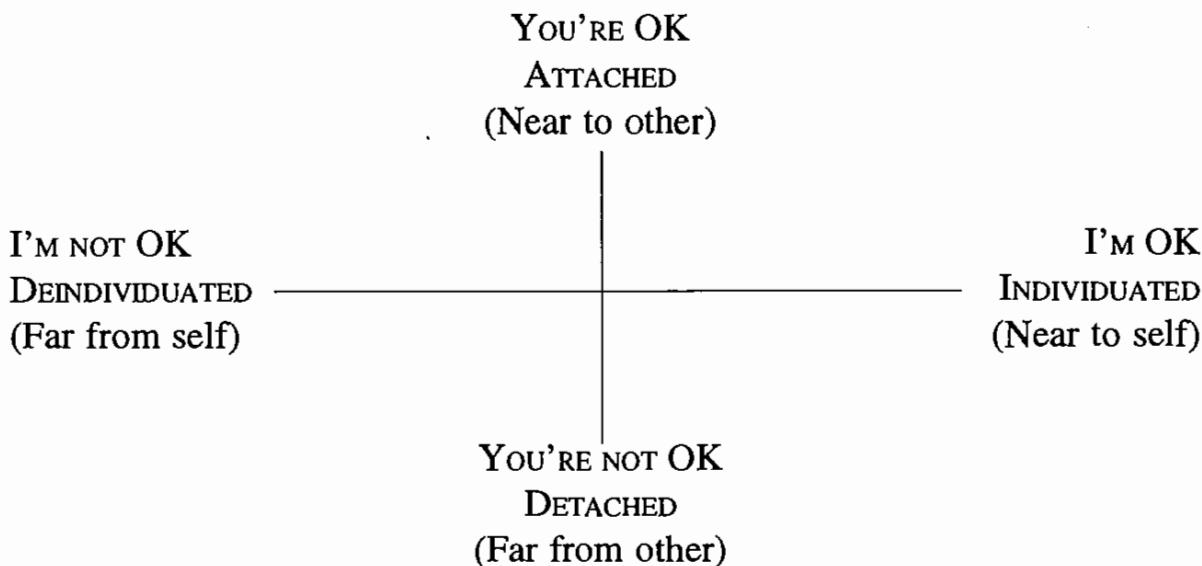 You're OK
Attached
(Near to other)
I'm not OK
Deindividuated
(Far from self)
I'm OK
Individuated
(Near to self)
You're not OK
Detached
(Far from other)